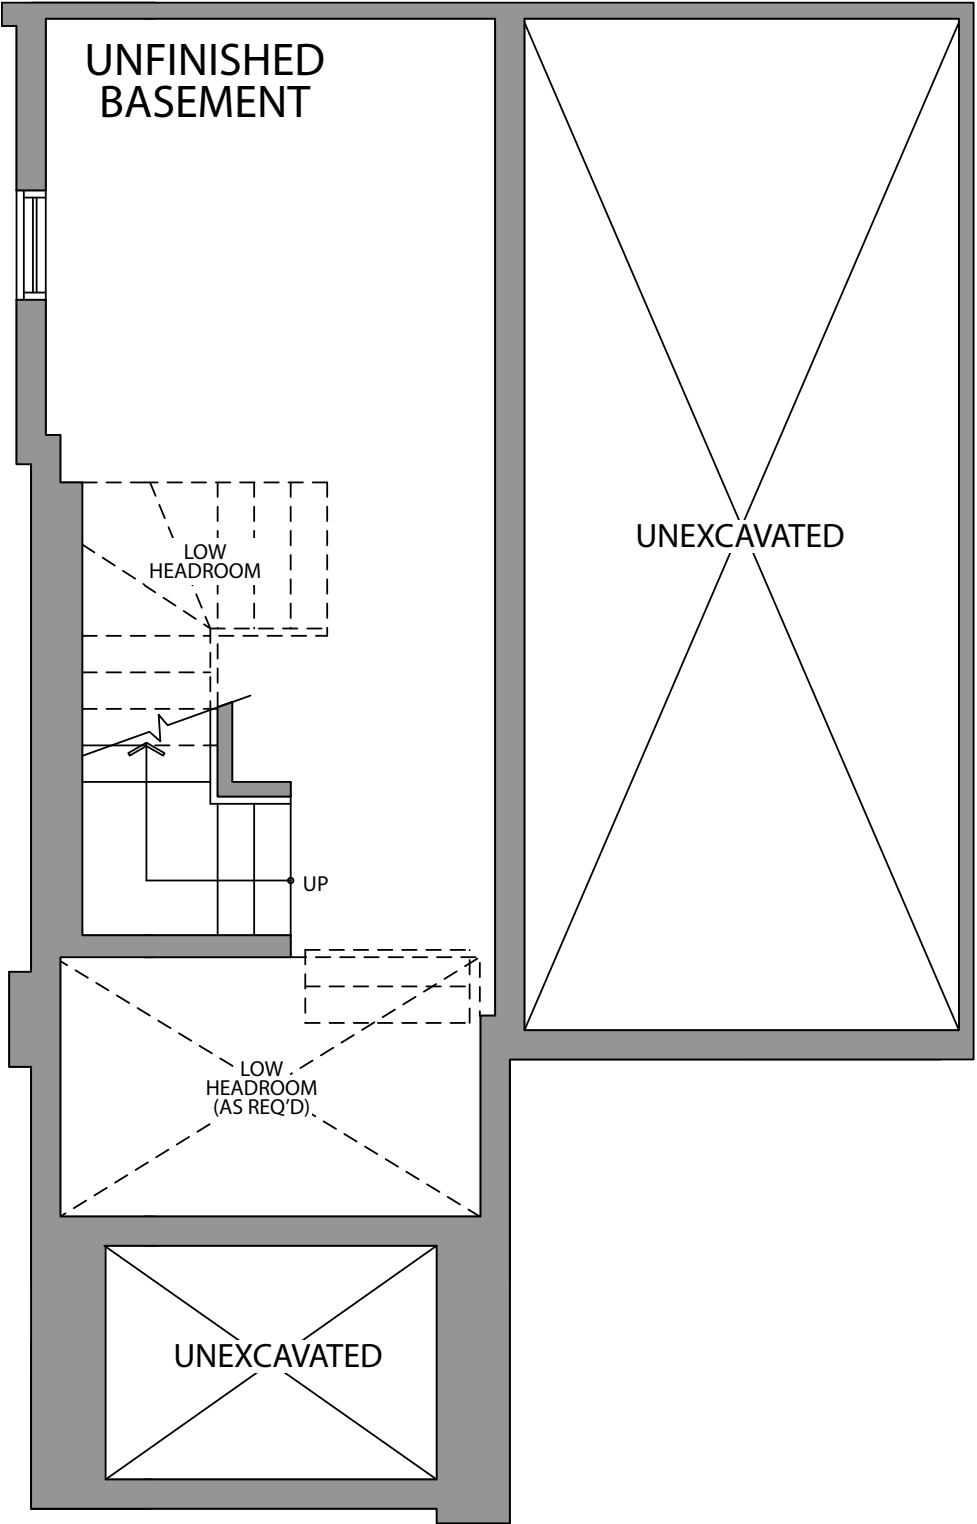 UNFINISHED
BASEMENT
LOW
HEADROOM
UNEXCAVATED
UP
LOW
HEADROOM
(AS REQ’D)
UNEXCAVATED